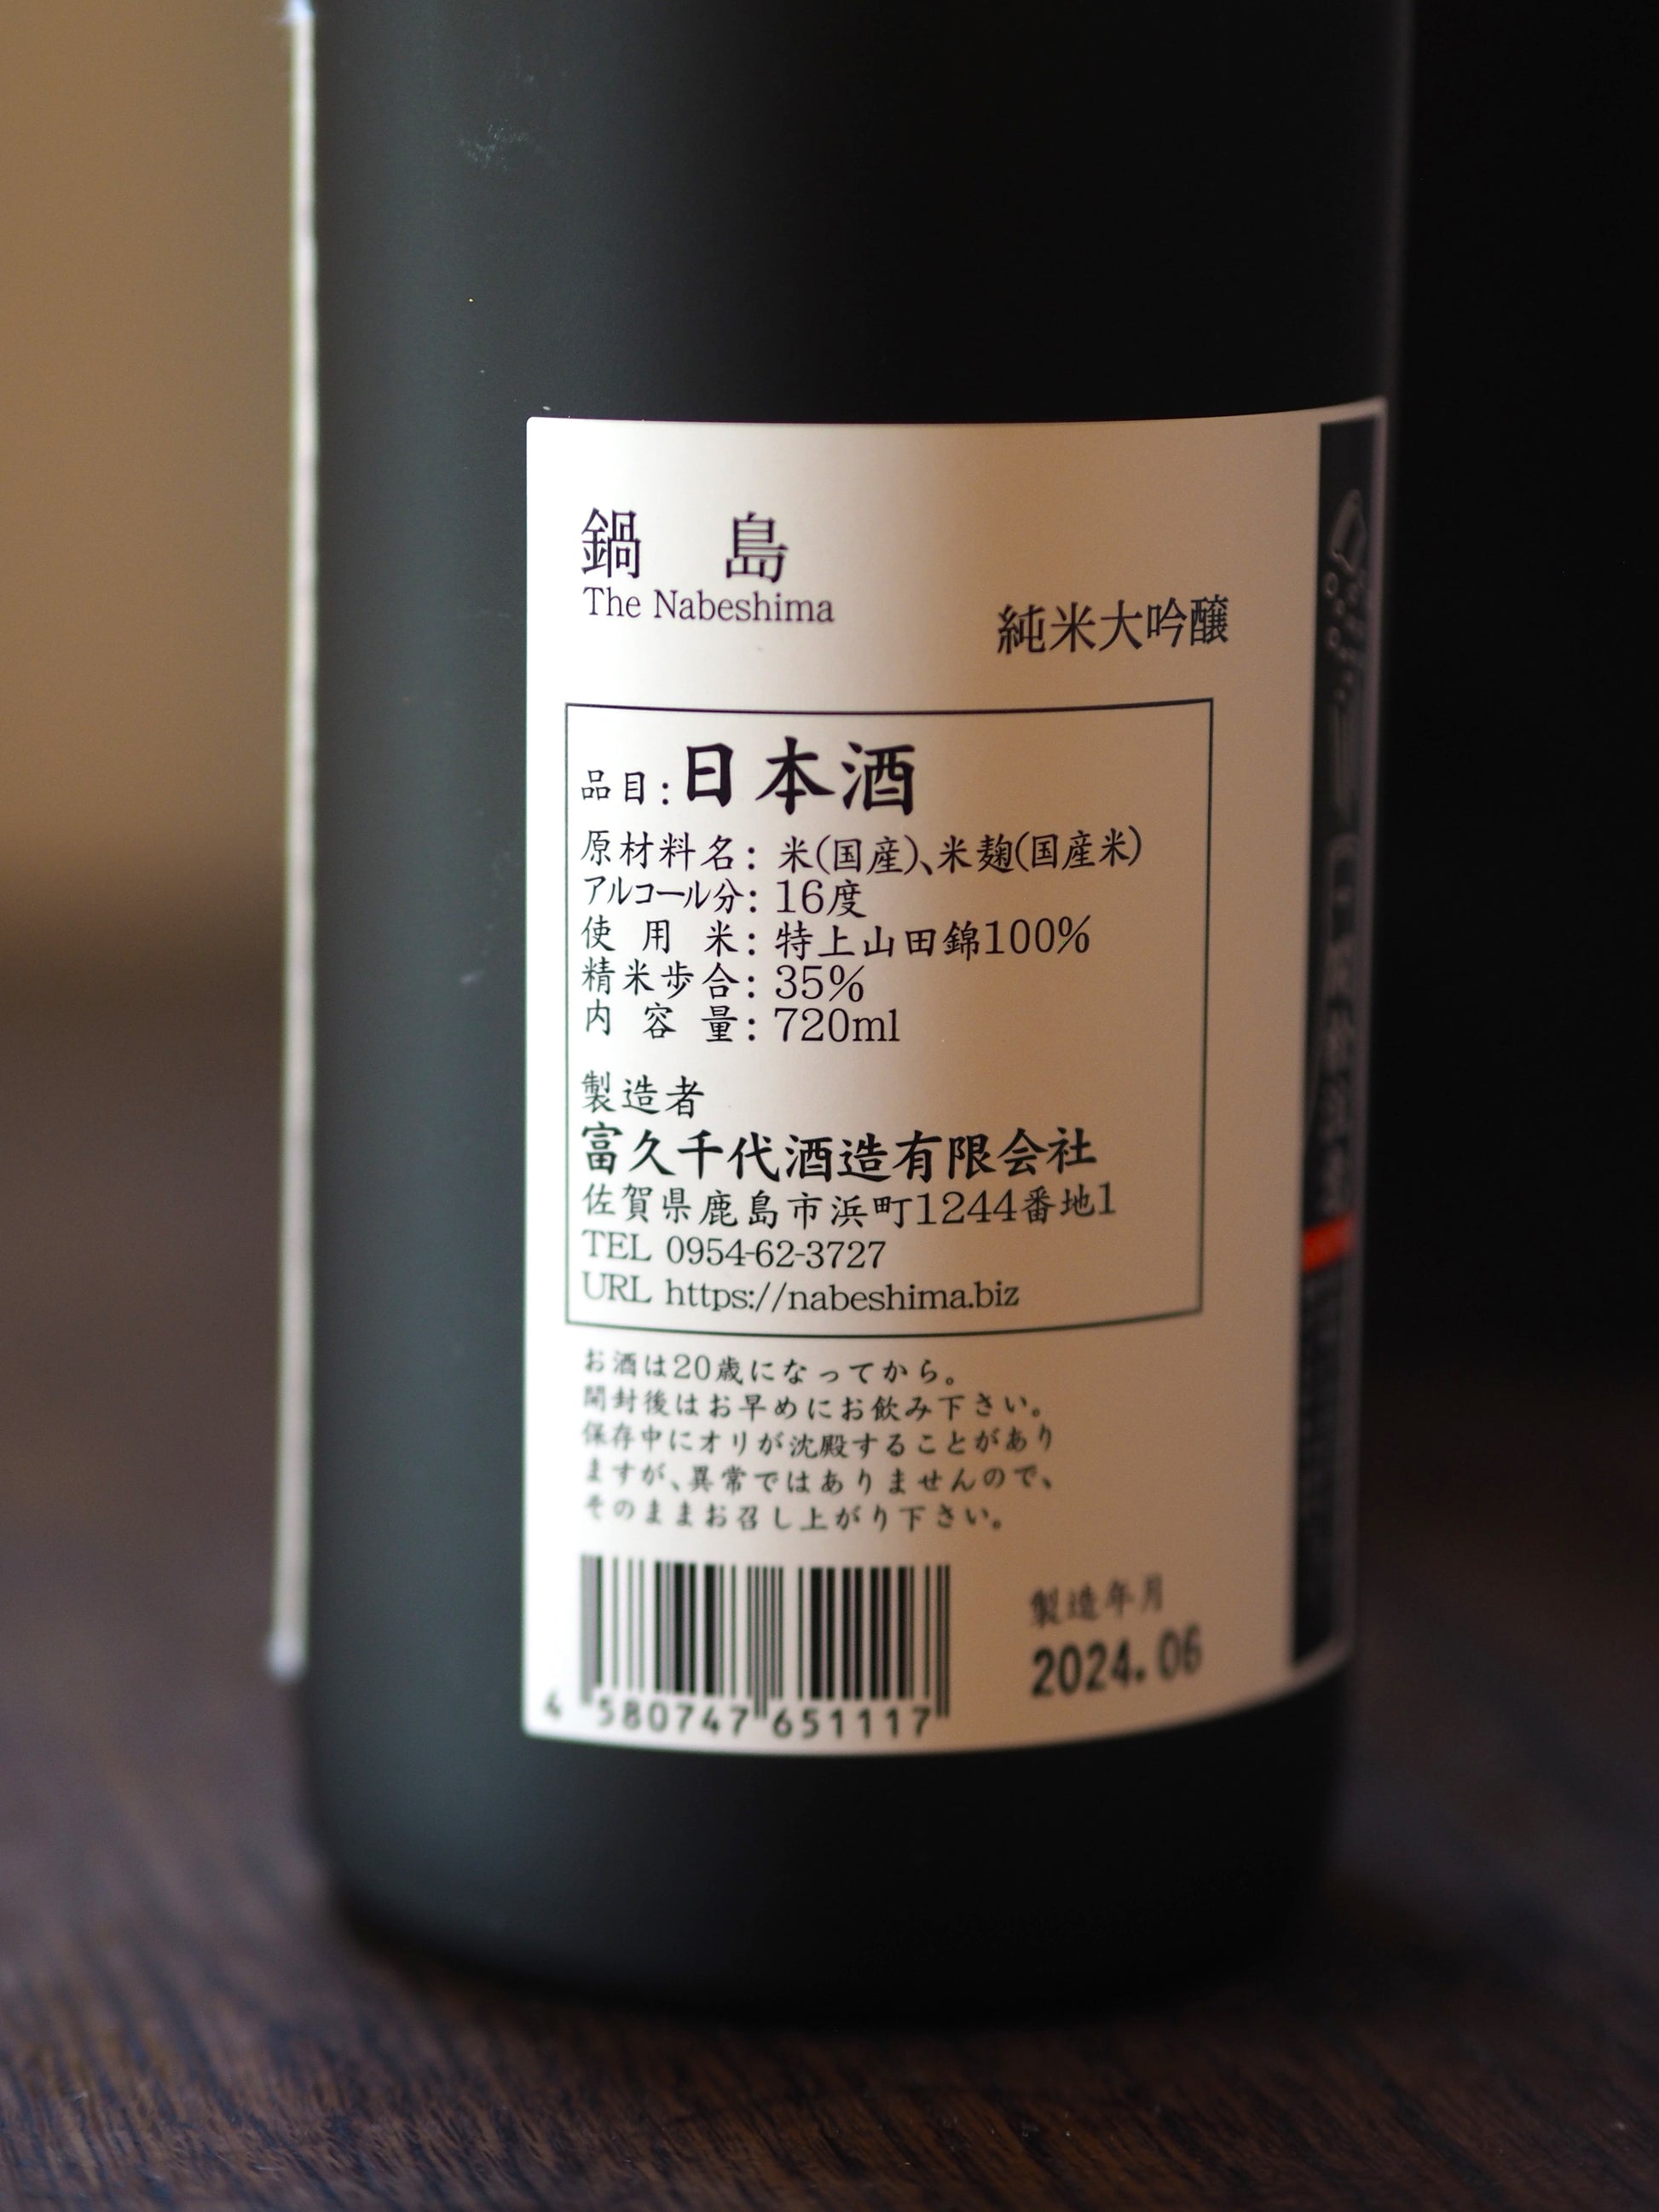 鍋島
The Nabeshima
純米大吟醸
品目:日本酒
原材料名: 米(国産)、米麹(国産米)
アルコール分: 16度
使用米: 特上山田錦100%
精米歩合: 35%
内容量: 720ml
製造者
富久千代酒造有限会社
佐賀県鹿島市浜町1244番地1
TEL 0954-62-3727
URL https://nabeshima.biz
お酒は20歳になってから。
開封後はお早めにお飲み下さい。
保存中にオリが沈殿することがあり
ますが、異常ではありませんので、
そのままお召し上がり下さい。
製造年月
2024.06
4 580747 651117